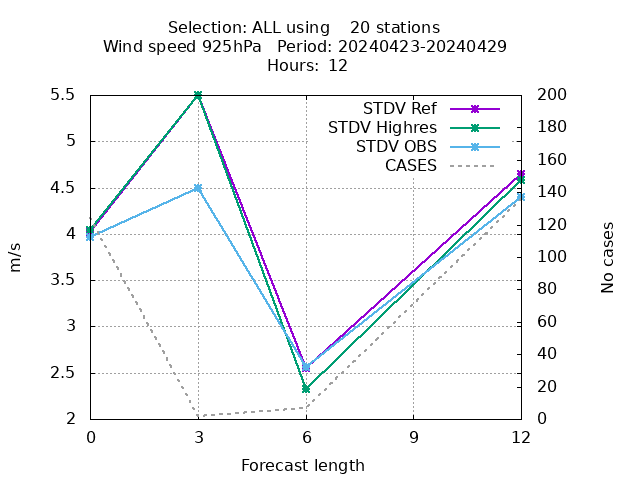 Selection: ALL using    20 stations
Wind speed 925hPa   Period: 20240423-20240429
Hours:  12
5.5
5
4.5
4
3.5
3
2.5
2
m/s
STDV Ref
STDV Highres
STDV OBS
CASES
200
180
160
140
120
100
80
60
40
20
0
No cases
0 3 6 9 12
Forecast length